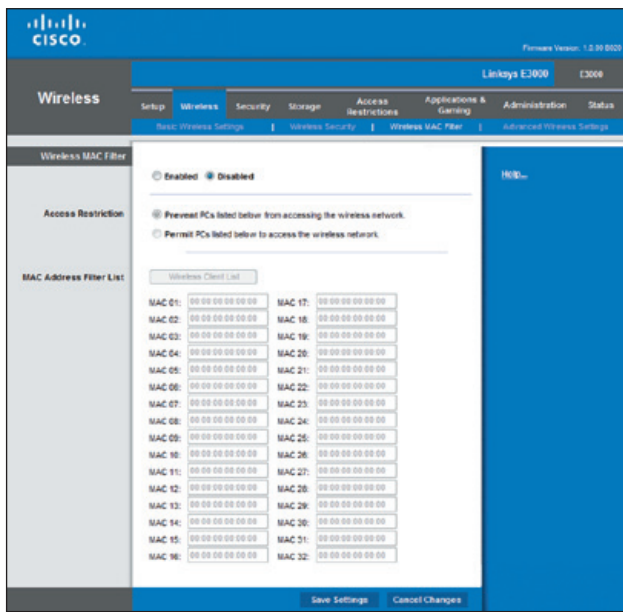 CISCO
Firmware Version: 1.0.00 B020
Linksys E3000
E3000
Wireless
Setup
Wireless
Security
Storage
Access Restrictions
Applications & Gaming
Administration
Status
Basic Wireless Settings | Wireless Security | Wireless MAC Filter | Advanced Wireless Settings
Wireless MAC Filter
Enabled Disabled
Help...
Access Restriction
Prevent PCs listed below from accessing the wireless network.
Permit PCs listed below to access the wireless network.
MAC Address Filter List
Wireless Client List
MAC 01: 00:00:00:00:00:00 MAC 17: 00:00:00:00:00:00
MAC 02: 00:00:00:00:00:00 MAC 18: 00:00:00:00:00:00
MAC 03: 00:00:00:00:00:00 MAC 19: 00:00:00:00:00:00
MAC 04: 00:00:00:00:00:00 MAC 20: 00:00:00:00:00:00
MAC 05: 00:00:00:00:00:00 MAC 21: 00:00:00:00:00:00
MAC 06: 00:00:00:00:00:00 MAC 22: 00:00:00:00:00:00
MAC 07: 00:00:00:00:00:00 MAC 23: 00:00:00:00:00:00
MAC 08: 00:00:00:00:00:00 MAC 24: 00:00:00:00:00:00
MAC 09: 00:00:00:00:00:00 MAC 25: 00:00:00:00:00:00
MAC 10: 00:00:00:00:00:00 MAC 26: 00:00:00:00:00:00
MAC 11: 00:00:00:00:00:00 MAC 27: 00:00:00:00:00:00
MAC 12: 00:00:00:00:00:00 MAC 28: 00:00:00:00:00:00
MAC 13: 00:00:00:00:00:00 MAC 29: 00:00:00:00:00:00
MAC 14: 00:00:00:00:00:00 MAC 30: 00:00:00:00:00:00
MAC 15: 00:00:00:00:00:00 MAC 31: 00:00:00:00:00:00
MAC 16: 00:00:00:00:00:00 MAC 32: 00:00:00:00:00:00
Save Settings Cancel Changes